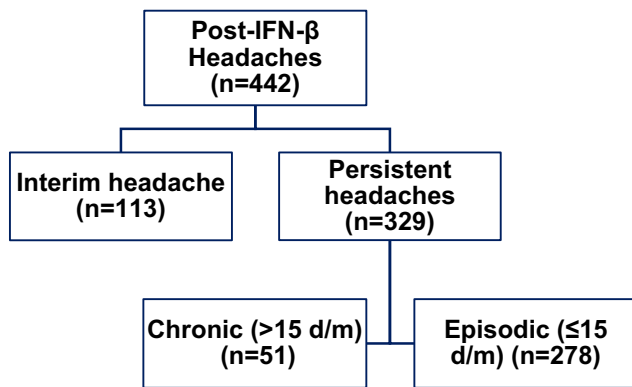 Post-IFN-β
Headaches
(n=442)
Interim headache
(n=113)
Persistent
headaches
(n=329)
Chronic (>15 d/m)
(n=51)
Episodic (≤15
d/m) (n=278)